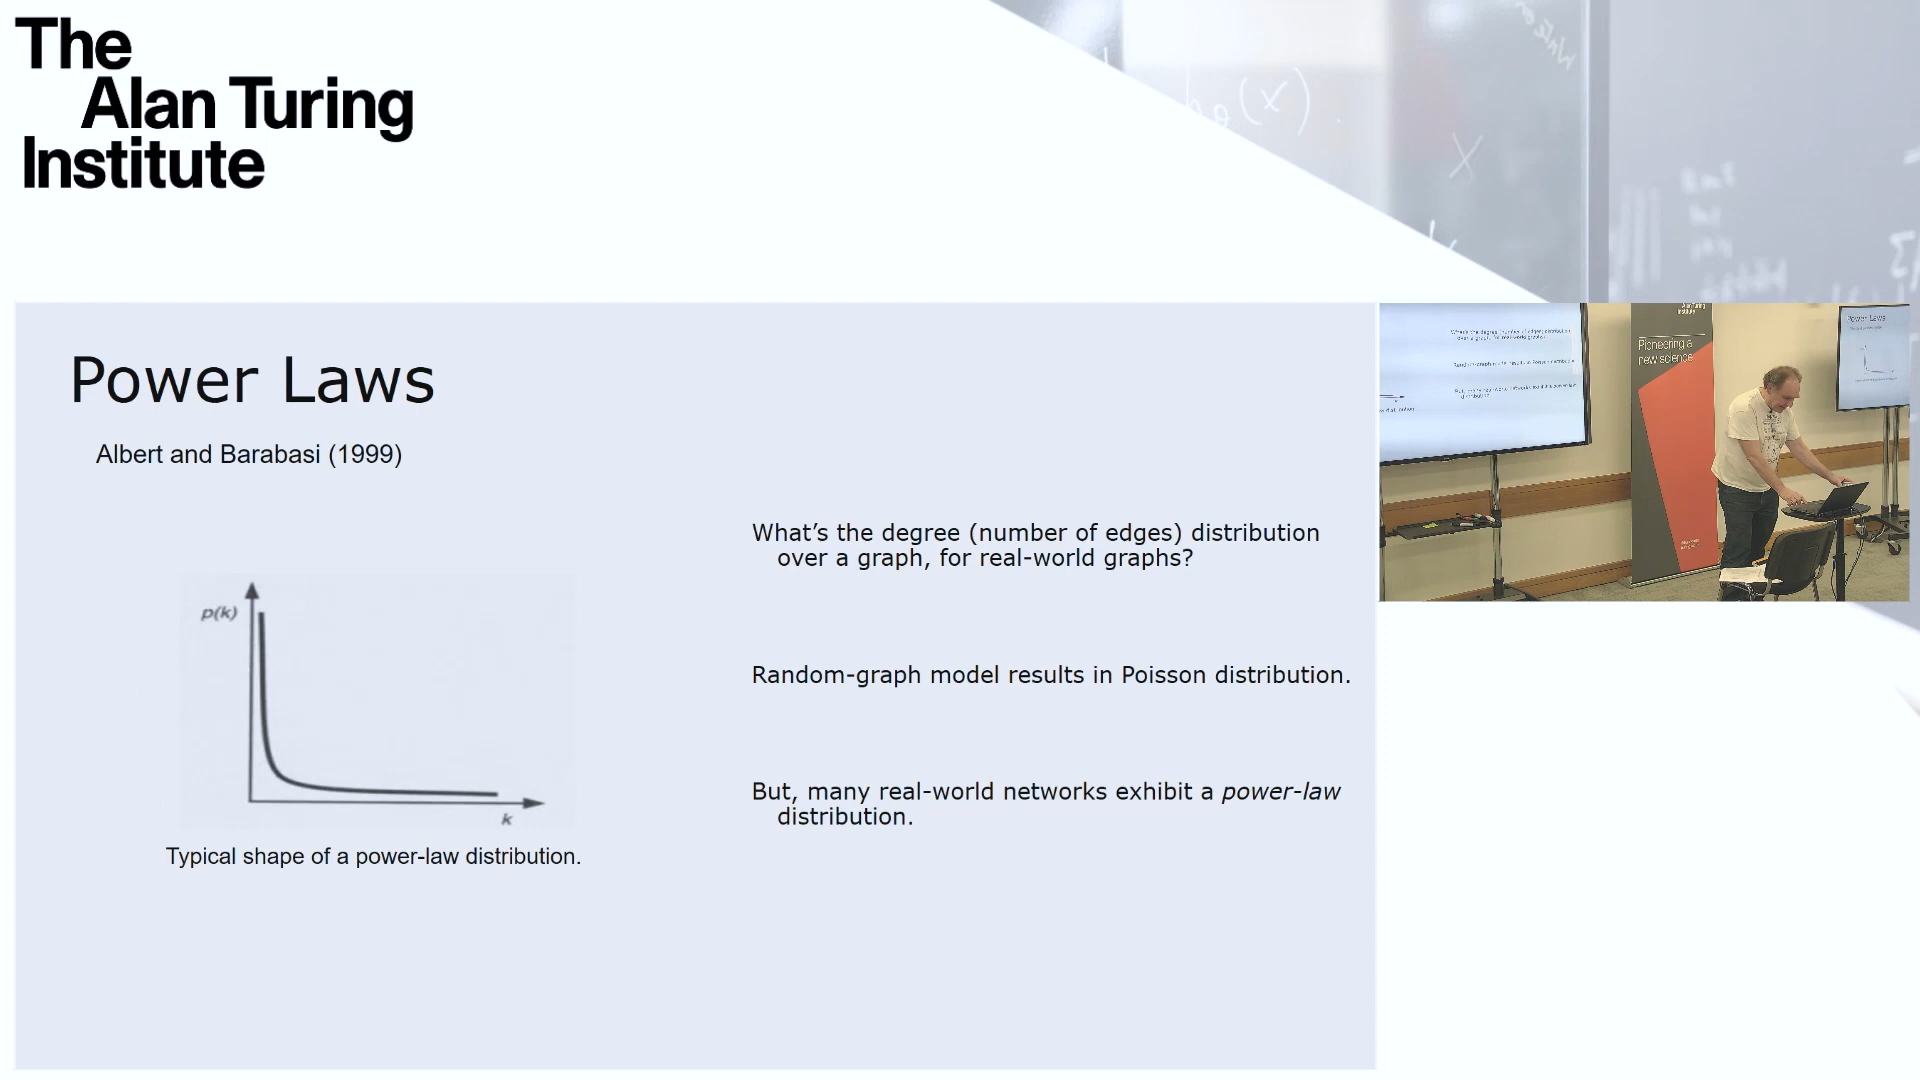 The
Alan Turing
Institute
Power Laws
Albert and Barabasi (1999)
What’s the degree (number of edges) distribution
over a graph, for real-world graphs?
Random-graph model results in Poisson distribution.
But, many real-world networks exhibit a power-law
distribution.
p(k)
k
Typical shape of a power-law distribution.
Pioneering a
new science
Power Laws